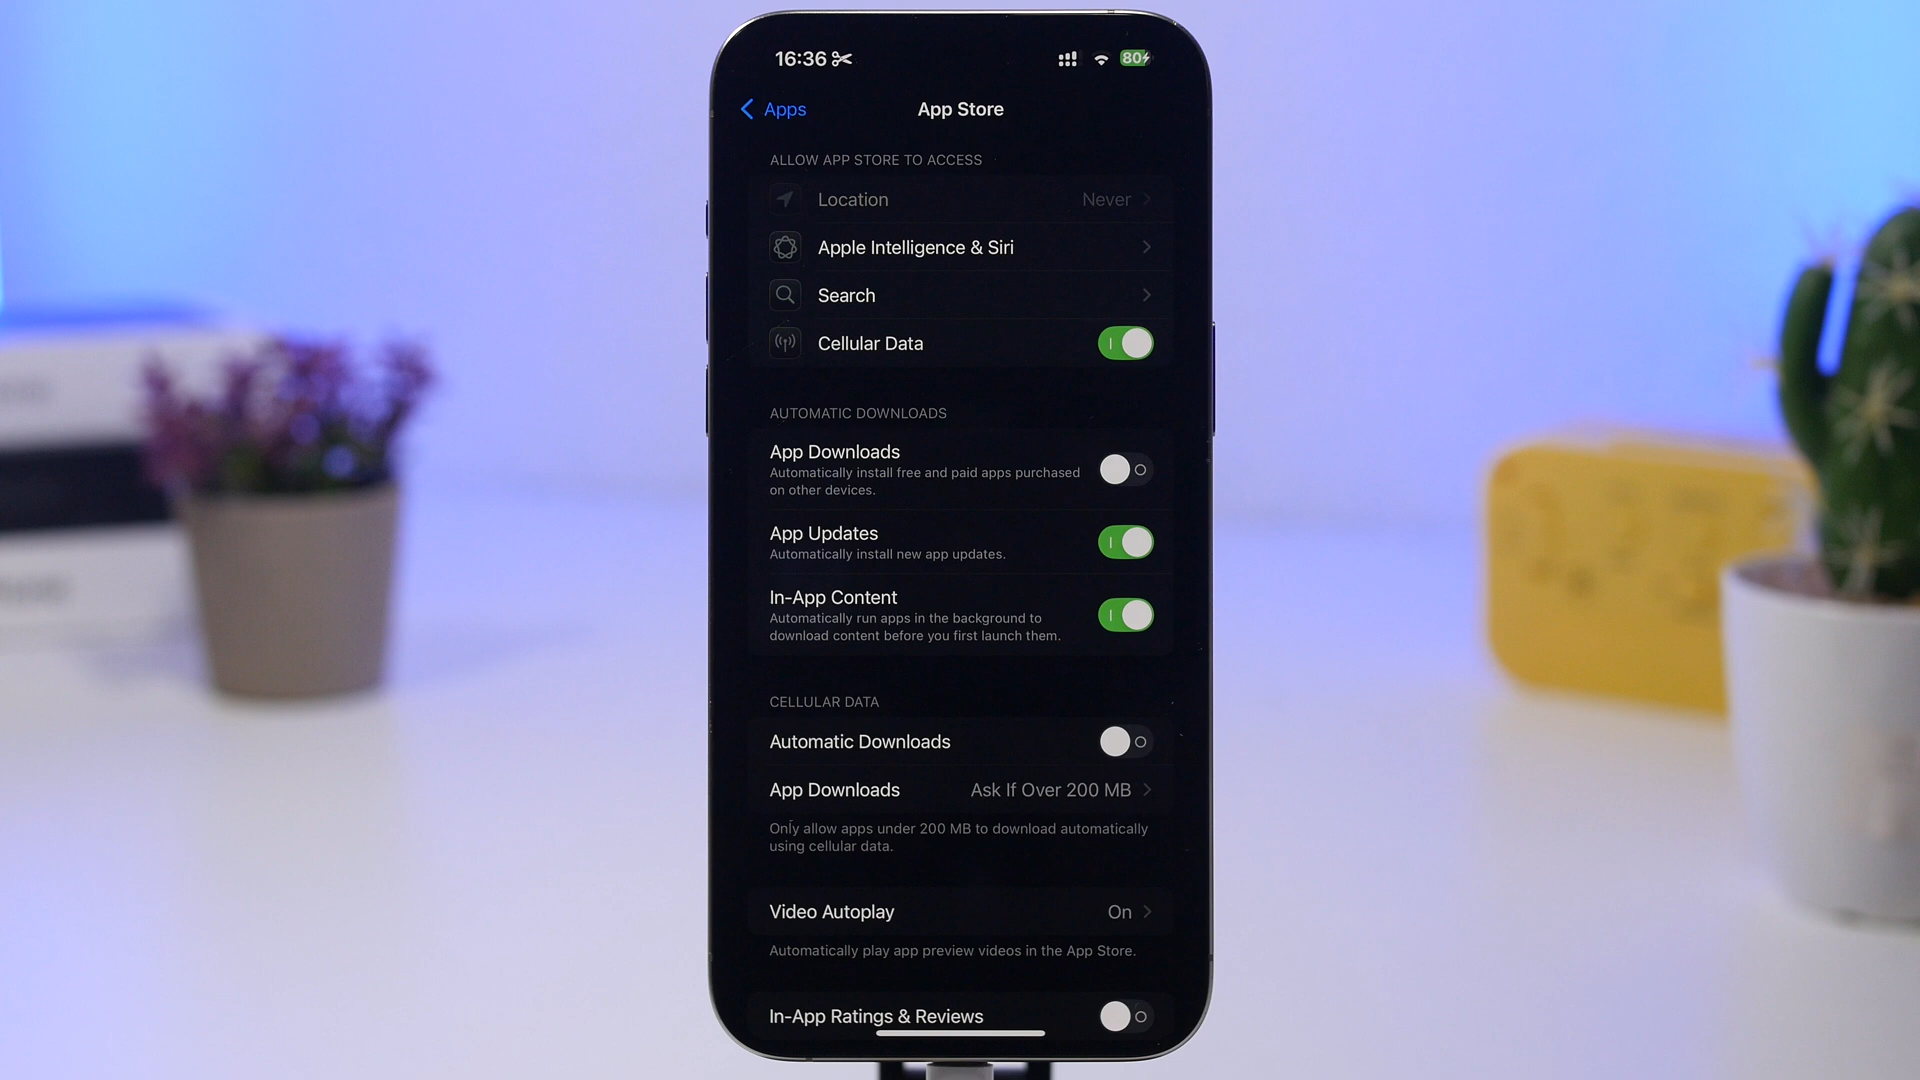 16:36
80
Apps
App Store
ALLOW APP STORE TO ACCESS
Location
Never
Apple Intelligence & Siri
Search
Cellular Data
AUTOMATIC DOWNLOADS
App Downloads
Automatically install free and paid apps purchased
on other devices.
App Updates
Automatically install new app updates.
In-App Content
Automatically run apps in the background to
download content before you first launch them.
CELLULAR DATA
Automatic Downloads
App Downloads
Ask If Over 200 MB
Only allow apps under 200 MB to download automatically
using cellular data.
Video Autoplay
On
Automatically play app preview videos in the App Store.
In-App Ratings & Reviews